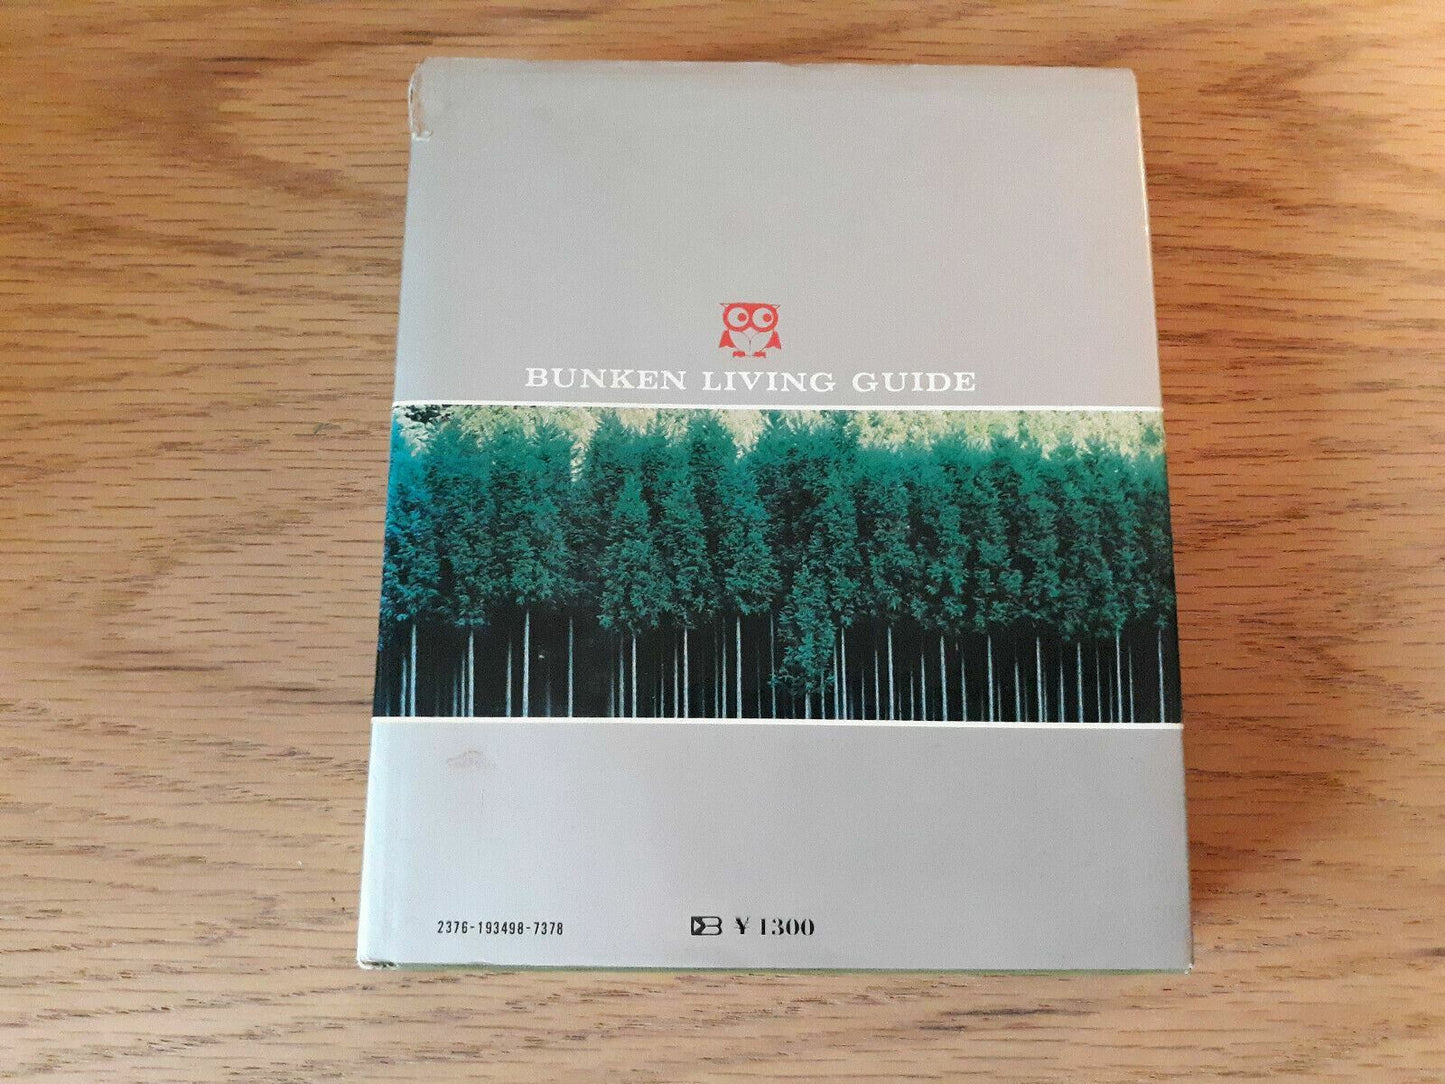 BUNKEN LIVING GUIDE
2376-193498-7378
B ¥ 1300